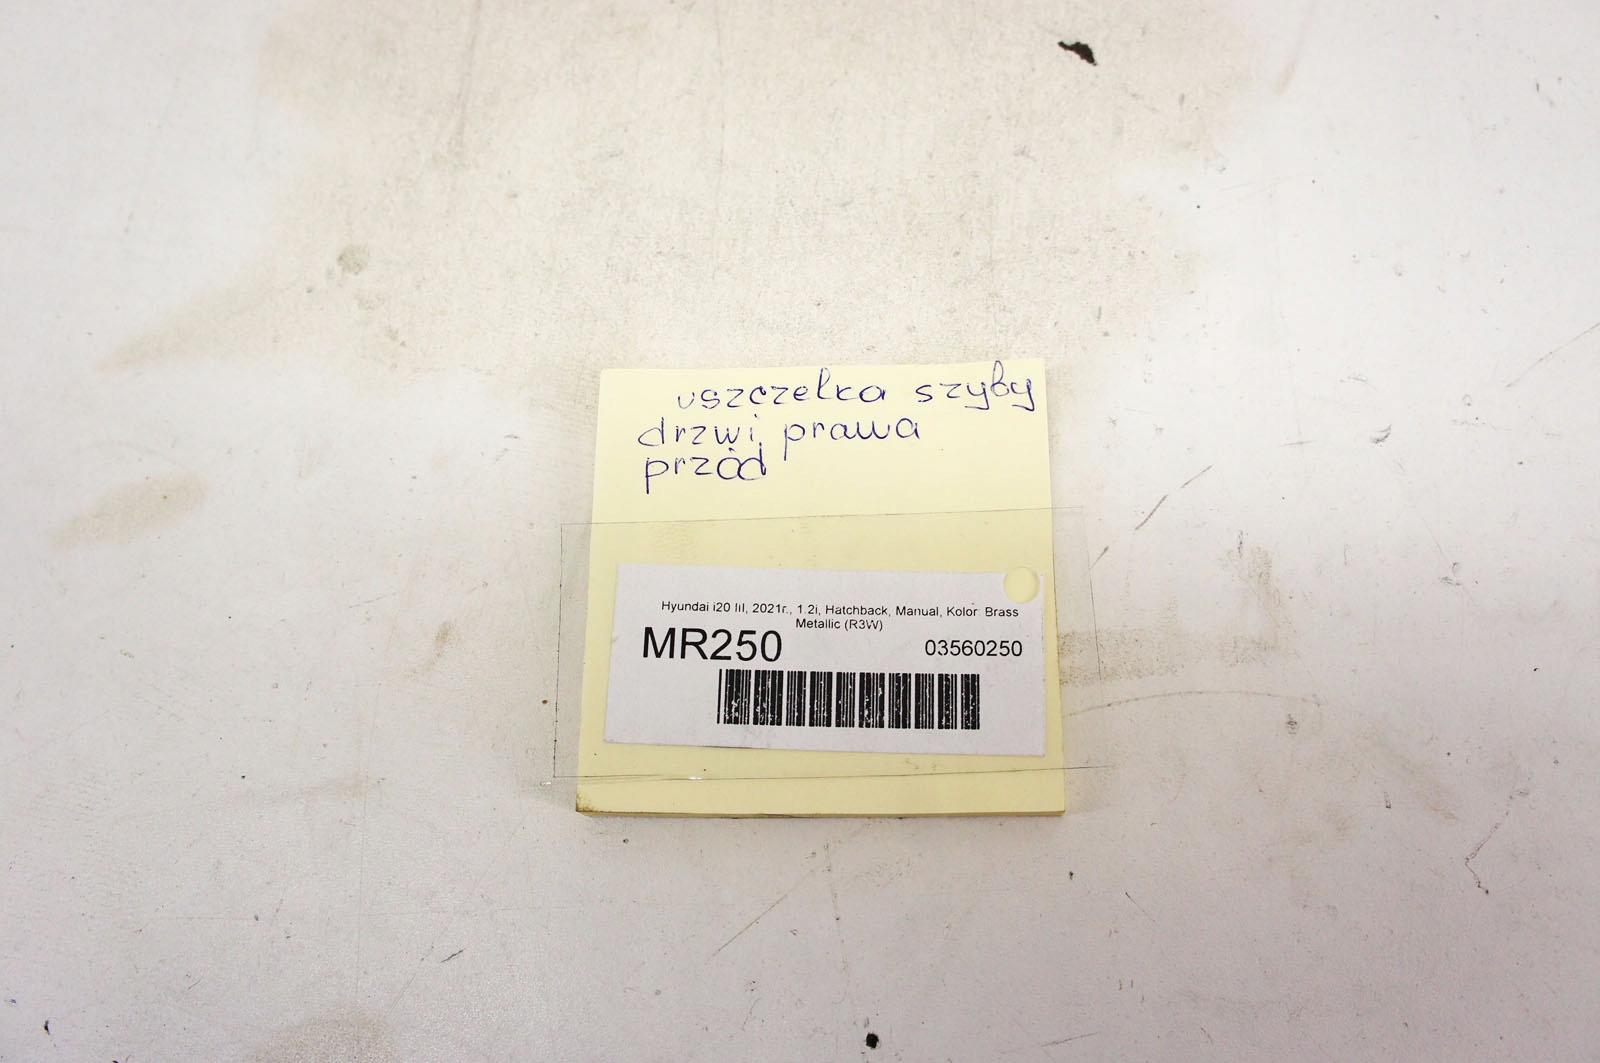 uszczelka szyby
drzwi prawa
przód
Hyundai i20 III, 2021r., 1.2i, Hatchback, Manual, Kolor: Brass
Metallic (R3W)
MR250
03560250